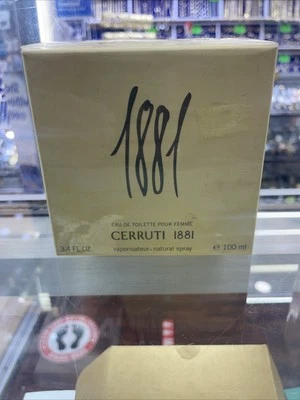 1881
EAU DE TOILETTE POUR FEMME
CERRUTI 1881
3.4 FL.OZ. vaporisateur-natural spray e 100 ml